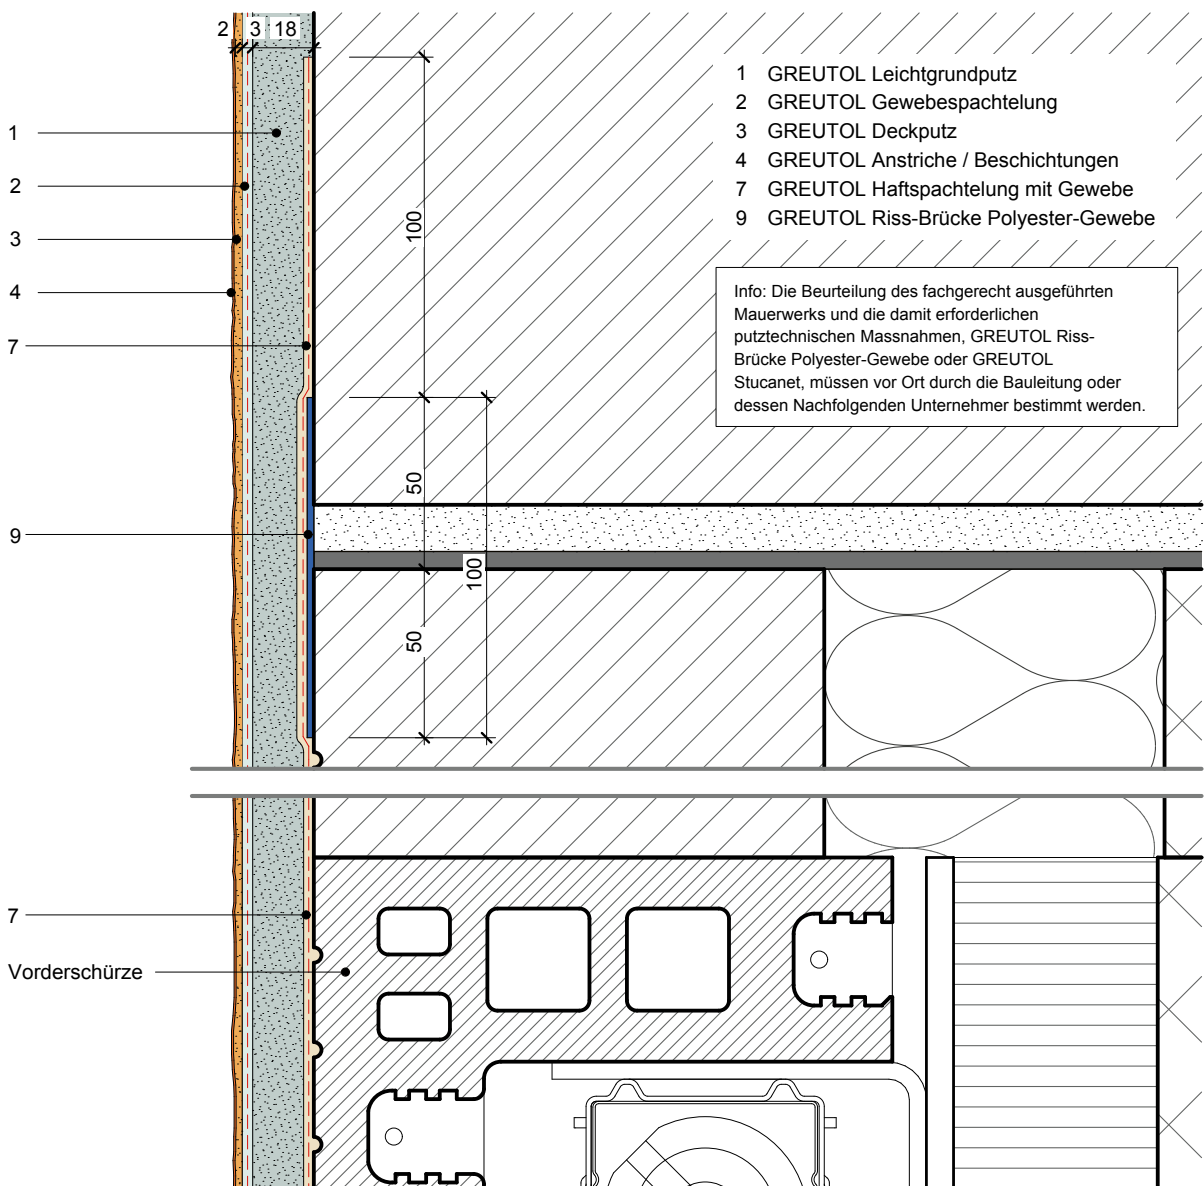 2 3 18
1 GREUTOL Leichtgrundputz
2 GREUTOL Gewebespachtelung
3 GREUTOL Deckputz
4 GREUTOL Anstriche / Beschichtungen
7 GREUTOL Haftspachtelung mit Gewebe
9 GREUTOL Riss-Brücke Polyester-Gewebe
Info: Die Beurteilung des fachgerecht ausgeführten
Mauerwerks und die damit erforderlichen
putztechnischen Massnahmen, GREUTOL Riss-
Brücke Polyester-Gewebe oder GREUTOL
Stucanet, müssen vor Ort durch die Bauleitung oder
dessen Nachfolgenden Unternehmer bestimmt werden.
1
2
3
4
7
9
7
Vorderschürze
100
50
100
50